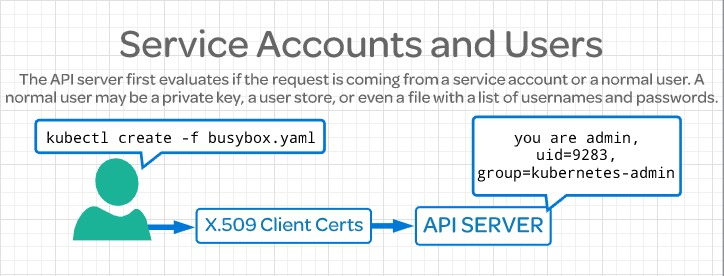 Service Accounts and Users
The API server first evaluates if the request is coming from a service account or a normal user. A
normal user may be a private key, a user store, or even a file with a list of usernames and passwords.
kubectl create -f busybox.yaml
you are admin,
uid=9283,
group=kubernetes-admin
X.509 Client Certs
API SERVER